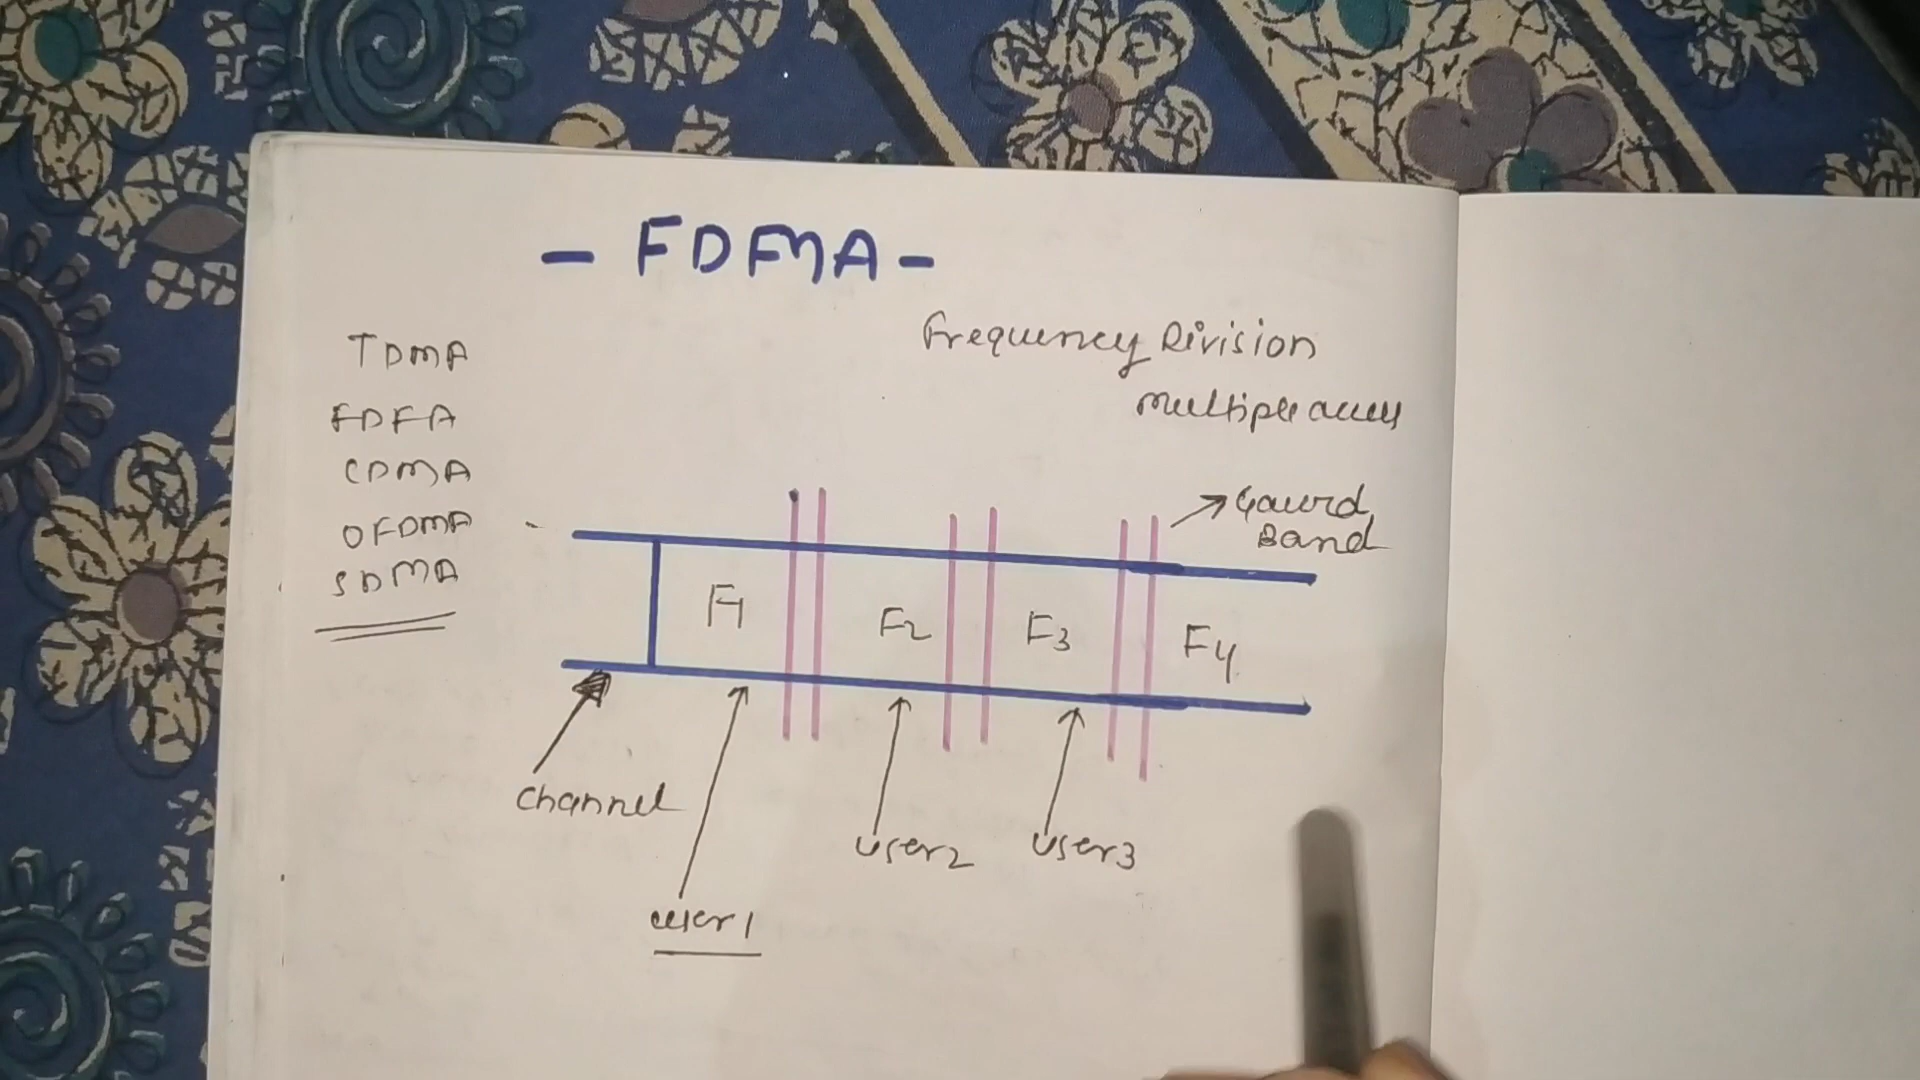 - FDFMA -
Frequency Division
multiple access
TDMA
FDFA
CDMA
OFDMA
SDMA
Gaurd
Band
F1
F2
F3
F4
channel
user2
user3
user1